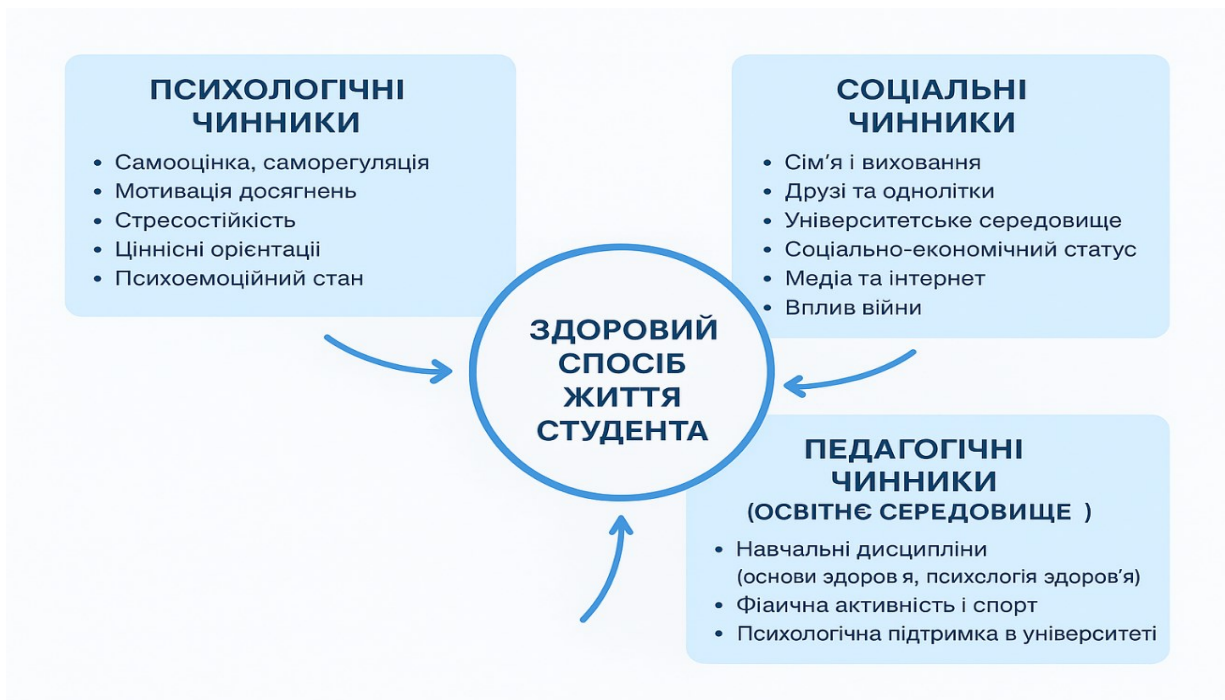 ПСИХОЛОГІЧНІ
ЧИННИКИ
• Самооцінка, саморегуляція
• Мотивація досягнень
• Стресостійкість
• Ціннісні орієнтації
• Психоемоційний стан
СОЦІАЛЬНІ
ЧИННИКИ
• Сім'я і виховання
• Друзі та однолітки
• Університетське середовище
• Соціально-економічний статус
• Медіа та інтернет
• Вплив війни
ЗДОРОВИЙ
СПОСІБ
ЖИТТЯ
СТУДЕНТА
ПЕДАГОГІЧНІ
ЧИННИКИ
(ОСВІТНЄ СЕРЕДОВИЩЕ )
• Навчальні дисципліни
(основи эдоров я, психслогія эдоров'я)
• Фіаична активність і спорт
• Психологічна підтримка в університеті